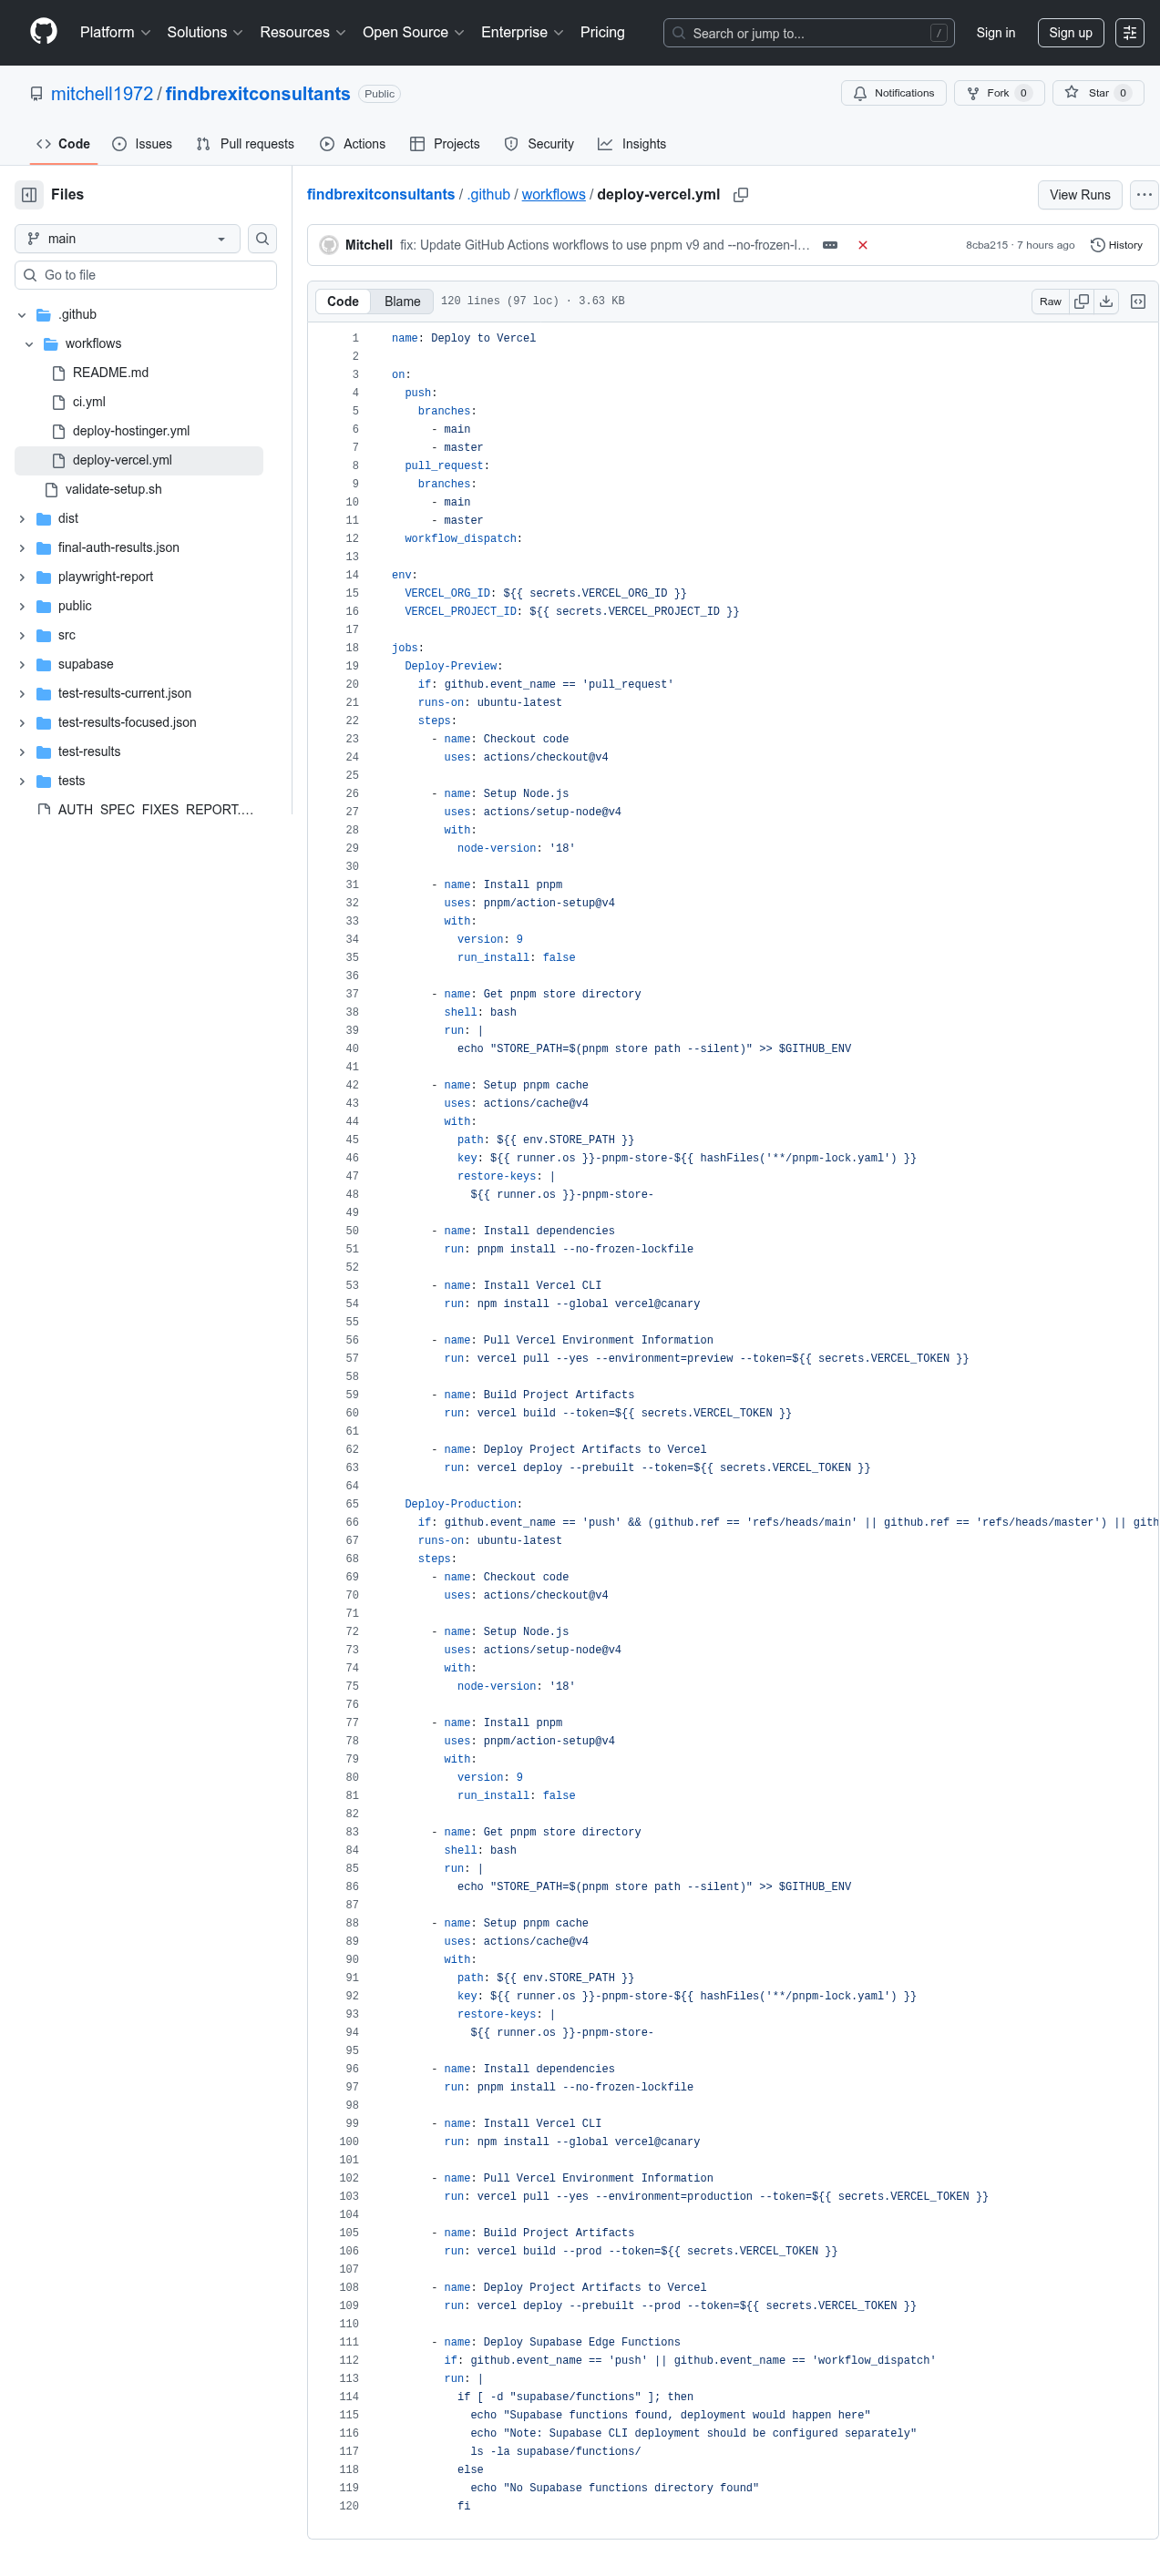 Platform Solutions Resources Open Source Enterprise Pricing Search or jump to... / Sign in Sign up
mitchell1972 / findbrexitconsultants Public Notifications Fork 0 Star 0
Code Issues Pull requests Actions Projects Security Insights
Files
main
Go to file
.github
workflows
README.md
ci.yml
deploy-hostinger.yml
deploy-vercel.yml
validate-setup.sh
dist
final-auth-results.json
playwright-report
public
src
supabase
test-results-current.json
test-results-focused.json
test-results
tests
AUTH_SPEC_FIXES_REPORT....
findbrexitconsultants / .github / workflows / deploy-vercel.yml View Runs
Mitchell fix: Update GitHub Actions workflows to use pnpm v9 and --no-frozen-l... 8cba215 · 7 hours ago History
Code Blame 120 lines (97 loc) · 3.63 KB Raw
1 name: Deploy to Vercel
2
3 on:
4 push:
5 branches:
6 - main
7 - master
8 pull_request:
9 branches:
10 - main
11 - master
12 workflow_dispatch:
13
14 env:
15 VERCEL_ORG_ID: ${{ secrets.VERCEL_ORG_ID }}
16 VERCEL_PROJECT_ID: ${{ secrets.VERCEL_PROJECT_ID }}
17
18 jobs:
19 Deploy-Preview:
20 if: github.event_name == 'pull_request'
21 runs-on: ubuntu-latest
22 steps:
23 - name: Checkout code
24 uses: actions/checkout@v4
25
26 - name: Setup Node.js
27 uses: actions/setup-node@v4
28 with:
29 node-version: '18'
30
31 - name: Install pnpm
32 uses: pnpm/action-setup@v4
33 with:
34 version: 9
35 run_install: false
36
37 - name: Get pnpm store directory
38 shell: bash
39 run: |
40 echo "STORE_PATH=$(pnpm store path --silent)" >> $GITHUB_ENV
41
42 - name: Setup pnpm cache
43 uses: actions/cache@v4
44 with:
45 path: ${{ env.STORE_PATH }}
46 key: ${{ runner.os }}-pnpm-store-${{ hashFiles('**/pnpm-lock.yaml') }}
47 restore-keys: |
48 ${{ runner.os }}-pnpm-store-
49
50 - name: Install dependencies
51 run: pnpm install --no-frozen-lockfile
52
53 - name: Install Vercel CLI
54 run: npm install --global vercel@canary
55
56 - name: Pull Vercel Environment Information
57 run: vercel pull --yes --environment=preview --token=${{ secrets.VERCEL_TOKEN }}
58
59 - name: Build Project Artifacts
60 run: vercel build --token=${{ secrets.VERCEL_TOKEN }}
61
62 - name: Deploy Project Artifacts to Vercel
63 run: vercel deploy --prebuilt --token=${{ secrets.VERCEL_TOKEN }}
64
65 Deploy-Production:
66 if: github.event_name == 'push' && (github.ref == 'refs/heads/main' || github.ref == 'refs/heads/master') || gith
67 runs-on: ubuntu-latest
68 steps:
69 - name: Checkout code
70 uses: actions/checkout@v4
71
72 - name: Setup Node.js
73 uses: actions/setup-node@v4
74 with:
75 node-version: '18'
76
77 - name: Install pnpm
78 uses: pnpm/action-setup@v4
79 with:
80 version: 9
81 run_install: false
82
83 - name: Get pnpm store directory
84 shell: bash
85 run: |
86 echo "STORE_PATH=$(pnpm store path --silent)" >> $GITHUB_ENV
87
88 - name: Setup pnpm cache
89 uses: actions/cache@v4
90 with:
91 path: ${{ env.STORE_PATH }}
92 key: ${{ runner.os }}-pnpm-store-${{ hashFiles('**/pnpm-lock.yaml') }}
93 restore-keys: |
94 ${{ runner.os }}-pnpm-store-
95
96 - name: Install dependencies
97 run: pnpm install --no-frozen-lockfile
98
99 - name: Install Vercel CLI
100 run: npm install --global vercel@canary
101
102 - name: Pull Vercel Environment Information
103 run: vercel pull --yes --environment=production --token=${{ secrets.VERCEL_TOKEN }}
104
105 - name: Build Project Artifacts
106 run: vercel build --prod --token=${{ secrets.VERCEL_TOKEN }}
107
108 - name: Deploy Project Artifacts to Vercel
109 run: vercel deploy --prebuilt --prod --token=${{ secrets.VERCEL_TOKEN }}
110
111 - name: Deploy Supabase Edge Functions
112 if: github.event_name == 'push' || github.event_name == 'workflow_dispatch'
113 run: |
114 if [ -d "supabase/functions" ]; then
115 echo "Supabase functions found, deployment would happen here"
116 echo "Note: Supabase CLI deployment should be configured separately"
117 ls -la supabase/functions/
118 else
119 echo "No Supabase functions directory found"
120 fi